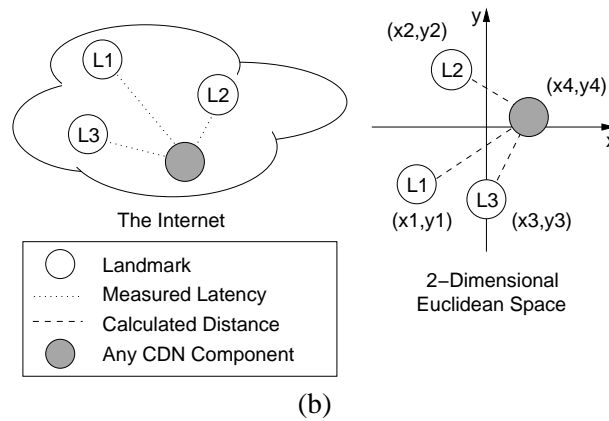 L1
L2
L3
The Internet
Landmark
Measured Latency
Calculated Distance
Any CDN Component
y
(x2,y2)
L2
(x4,y4)
x
L1
L3
(x1,y1)
(x3,y3)
2−Dimensional
Euclidean Space
(b)